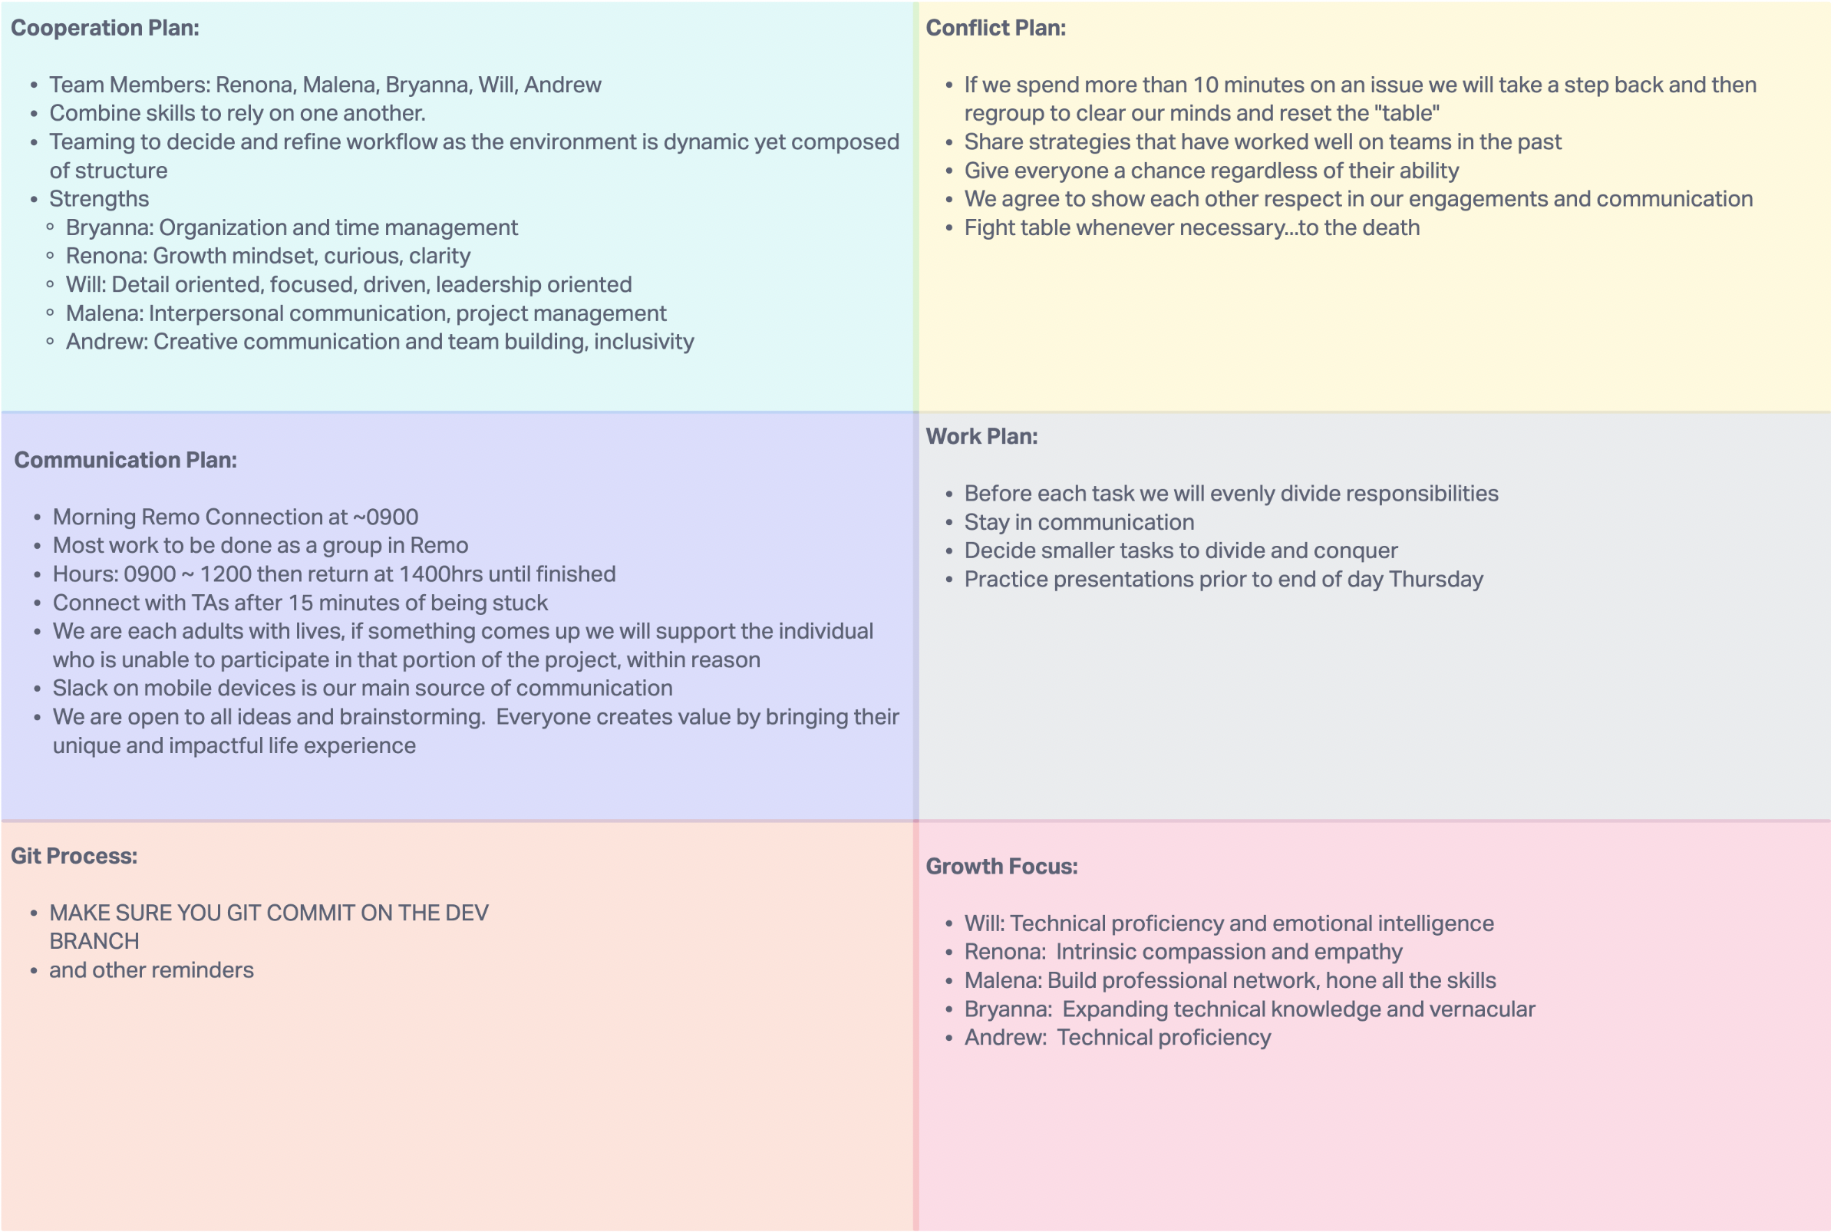 Cooperation Plan:
• Team Members: Renona, Malena, Bryanna, Will, Andrew
• Combine skills to rely on one another.
• Teaming to decide and refine workflow as the environment is dynamic yet composed
of structure
• Strengths
◦ Bryanna: Organization and time management
◦ Renona: Growth mindset, curious, clarity
◦ Will: Detail oriented, focused, driven, leadership oriented
◦ Malena: Interpersonal communication, project management
◦ Andrew: Creative communication and team building, inclusivity
Conflict Plan:
• If we spend more than 10 minutes on an issue we will take a step back and then
regroup to clear our minds and reset the "table"
• Share strategies that have worked well on teams in the past
• Give everyone a chance regardless of their ability
• We agree to show each other respect in our engagements and communication
• Fight table whenever necessary...to the death
Communication Plan:
• Morning Remo Connection at ~0900
• Most work to be done as a group in Remo
• Hours: 0900 ~ 1200 then return at 1400hrs until finished
• Connect with TAs after 15 minutes of being stuck
• We are each adults with lives, if something comes up we will support the individual
who is unable to participate in that portion of the project, within reason
• Slack on mobile devices is our main source of communication
• We are open to all ideas and brainstorming.  Everyone creates value by bringing their
unique and impactful life experience
Work Plan:
• Before each task we will evenly divide responsibilities
• Stay in communication
• Decide smaller tasks to divide and conquer
• Practice presentations prior to end of day Thursday
Git Process:
• MAKE SURE YOU GIT COMMIT ON THE DEV
BRANCH
• and other reminders
Growth Focus:
• Will: Technical proficiency and emotional intelligence
• Renona:  Intrinsic compassion and empathy
• Malena: Build professional network, hone all the skills
• Bryanna:  Expanding technical knowledge and vernacular
• Andrew:  Technical proficiency